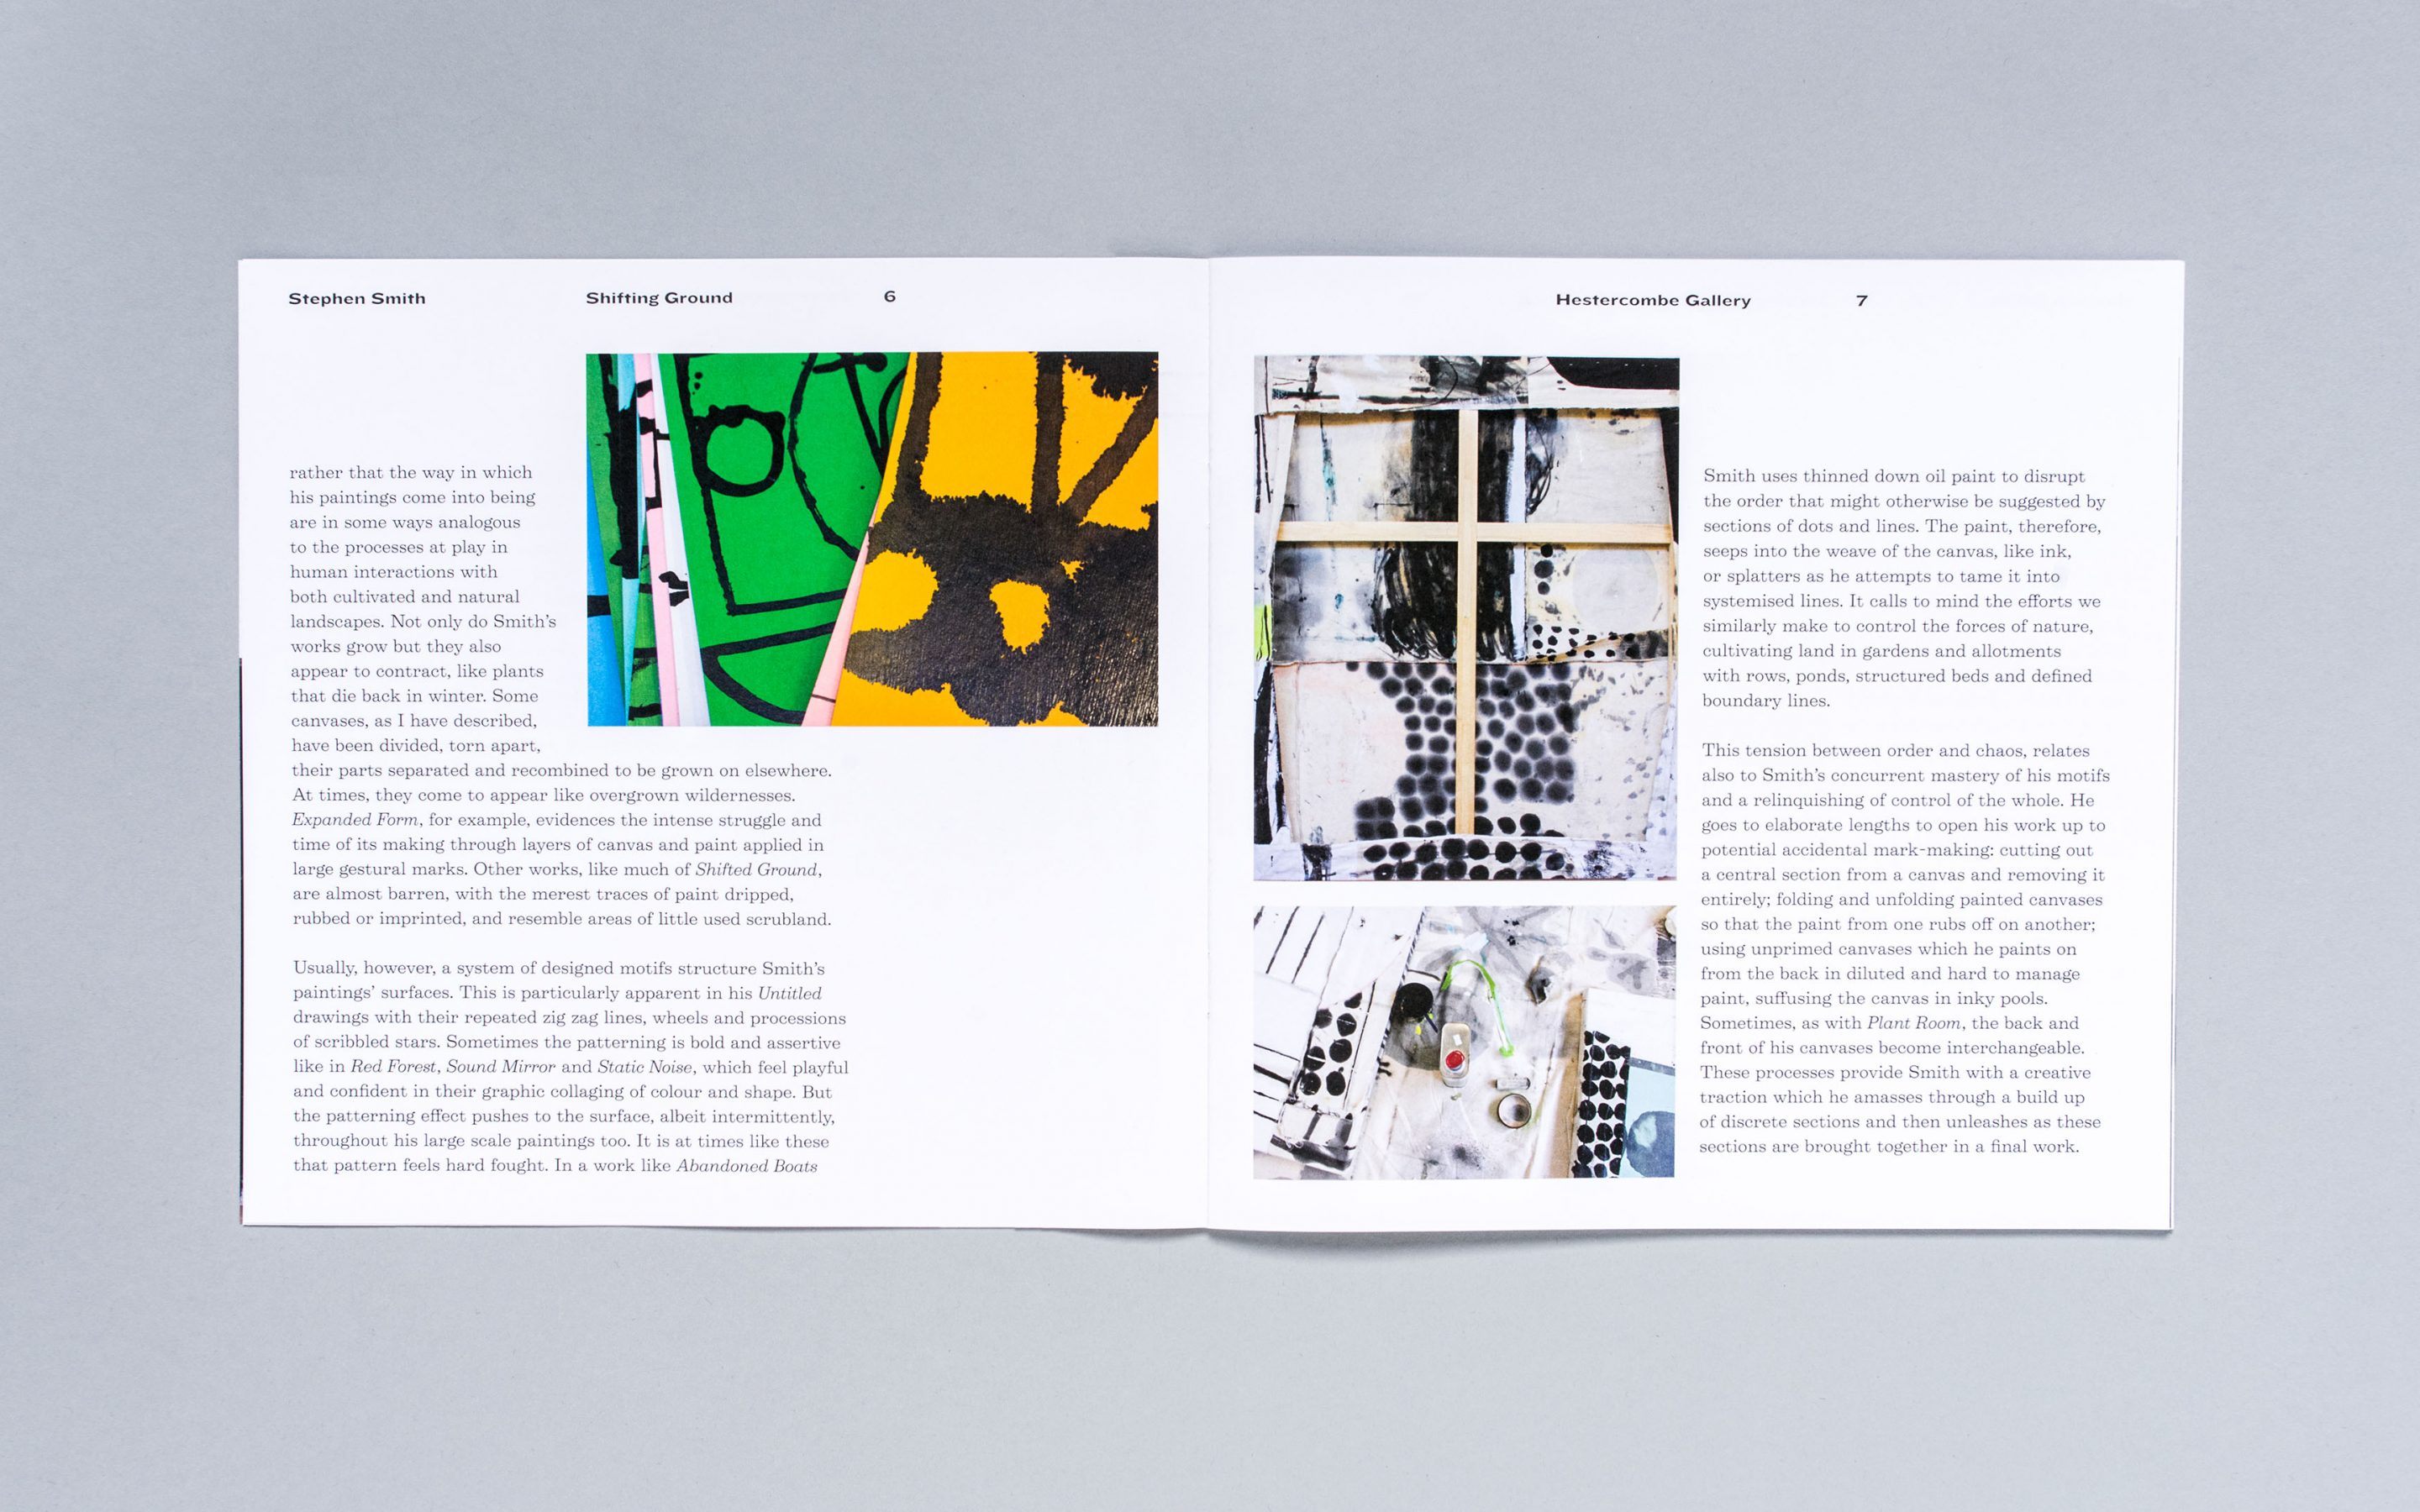 Stephen Smith
Shifting Ground
6
rather that the way in which
his paintings come into being
are in some ways analogous
to the processes at play in
human interactions with
both cultivated and natural
landscapes. Not only do Smith’s
works grow but they also
appear to contract, like plants
that die back in winter. Some
canvases, as I have described,
have been divided, torn apart,
their parts separated and recombined to be grown on elsewhere.
At times, they come to appear like overgrown wildernesses.
Expanded Form, for example, evidences the intense struggle and
time of its making through layers of canvas and paint applied in
large gestural marks. Other works, like much of Shifted Ground,
are almost barren, with the merest traces of paint dripped,
rubbed or imprinted, and resemble areas of little used scrubland.
Usually, however, a system of designed motifs structure Smith’s
paintings’ surfaces. This is particularly apparent in his Untitled
drawings with their repeated zig zag lines, wheels and processions
of scribbled stars. Sometimes the patterning is bold and assertive
like in Red Forest, Sound Mirror and Static Noise, which feel playful
and confident in their graphic collaging of colour and shape. But
the patterning effect pushes to the surface, albeit intermittently,
throughout his large scale paintings too. It is at times like these
that pattern feels hard fought. In a work like Abandoned Boats
Hestercombe Gallery
7
Smith uses thinned down oil paint to disrupt
the order that might otherwise be suggested by
sections of dots and lines. The paint, therefore,
seeps into the weave of the canvas, like ink,
or splatters as he attempts to tame it into
systemised lines. It calls to mind the efforts we
similarly make to control the forces of nature,
cultivating land in gardens and allotments
with rows, ponds, structured beds and defined
boundary lines.
This tension between order and chaos, relates
also to Smith’s concurrent mastery of his motifs
and a relinquishing of control of the whole. He
goes to elaborate lengths to open his work up to
potential accidental mark-making: cutting out
a central section from a canvas and removing it
entirely; folding and unfolding painted canvases
so that the paint from one rubs off on another;
using unprimed canvases which he paints on
from the back in diluted and hard to manage
paint, suffusing the canvas in inky pools.
Sometimes, as with Plant Room, the back and
front of his canvases become interchangeable.
These processes provide Smith with a creative
traction which he amasses through a build up
of discrete sections and then unleashes as these
sections are brought together in a final work.